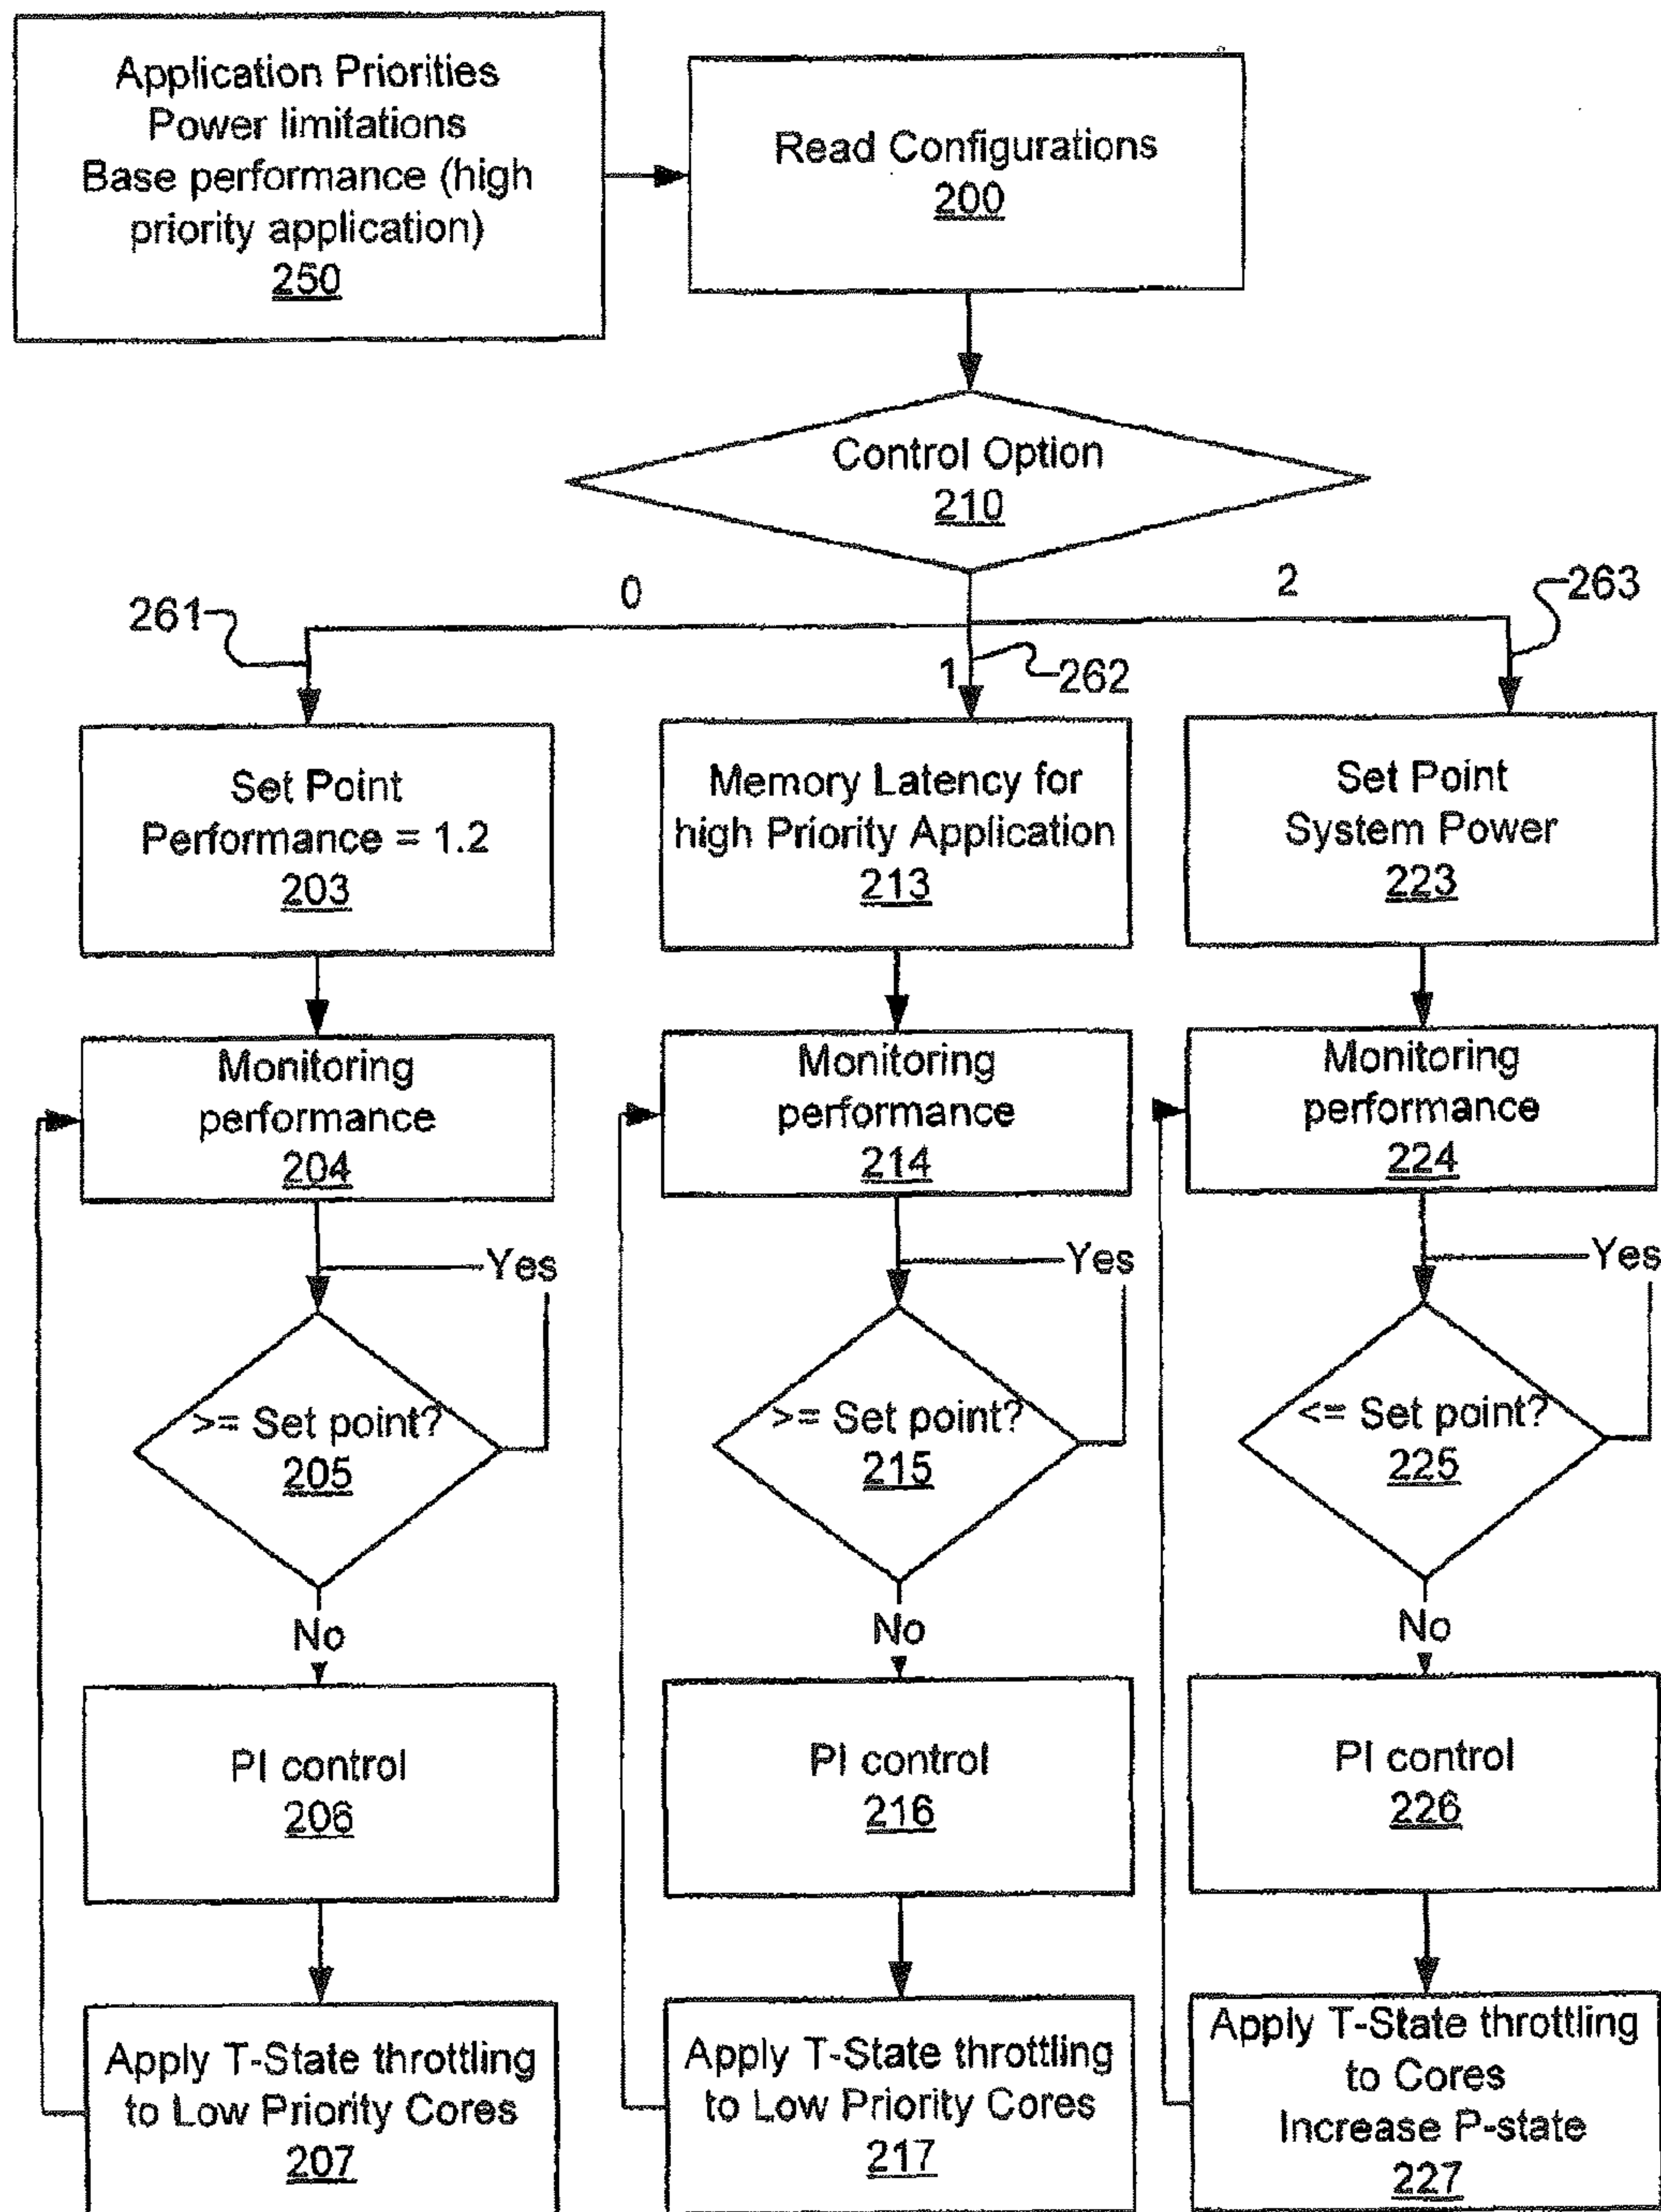 Application Priorities
Power limitations
Base performance (high
priority application)
250
Read Configurations
200
Control Option
210
0
2
261
263
1
262
Set Point
Performance = 1.2
203
Memory Latency for
high Priority Application
213
Set Point
System Power
223
Monitoring
performance
204
Monitoring
performance
214
Monitoring
performance
224
Yes
Yes
Yes
>= Set point?
205
>= Set point?
215
<= Set point?
225
No
No
No
PI control
206
PI control
216
PI control
226
Apply T-State throttling
to Low Priority Cores
207
Apply T-State throttling
to Low Priority Cores
217
Apply T-State throttling
to Cores
Increase P-state
227